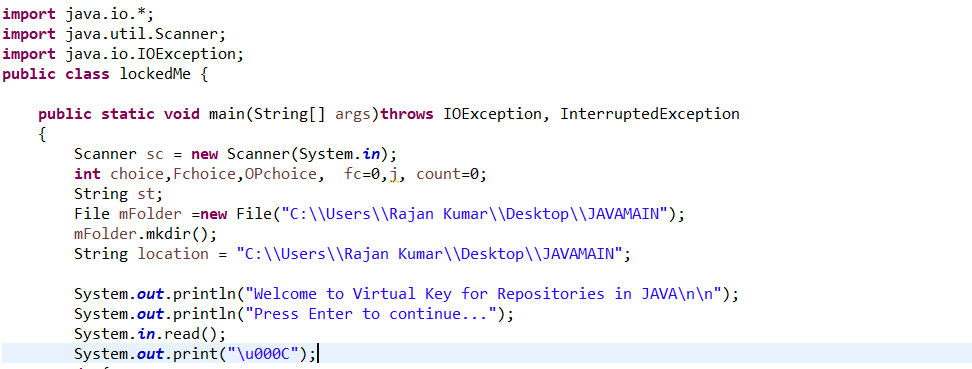 import java.io.*;
import java.util.Scanner;
import java.io.IOException;
public class lockedMe {
public static void main(String[] args)throws IOException, InterruptedException
{
Scanner sc = new Scanner(System.in);
int choice,Fchoice,OPchoice,  fc=0,j, count=0;
String st;
File mFolder =new File("C:\\Users\\Rajan Kumar\\Desktop\\JAVAMAIN");
mFolder.mkdir();
String location = "C:\\Users\\Rajan Kumar\\Desktop\\JAVAMAIN";
System.out.println("Welcome to Virtual Key for Repositories in JAVA\n\n");
System.out.println("Press Enter to continue...");
System.in.read();
System.out.print("\u000C");